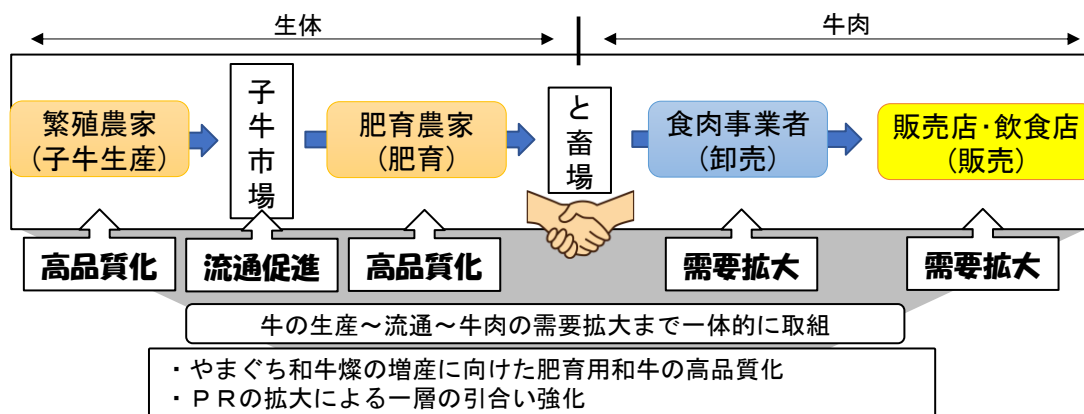 生体
牛肉
繁殖農家
(子牛生産)
子牛市場
肥育農家
(肥育)
と畜場
食肉事業者
(卸売)
販売店・飲食店
(販売)
高品質化
流通促進
高品質化
需要拡大
需要拡大
牛の生産～流通～牛肉の需要拡大まで一体的に取組
・やまぐち和牛燦の増産に向けた肥育用和牛の高品質化
・ＰＲの拡大による一層の引合い強化